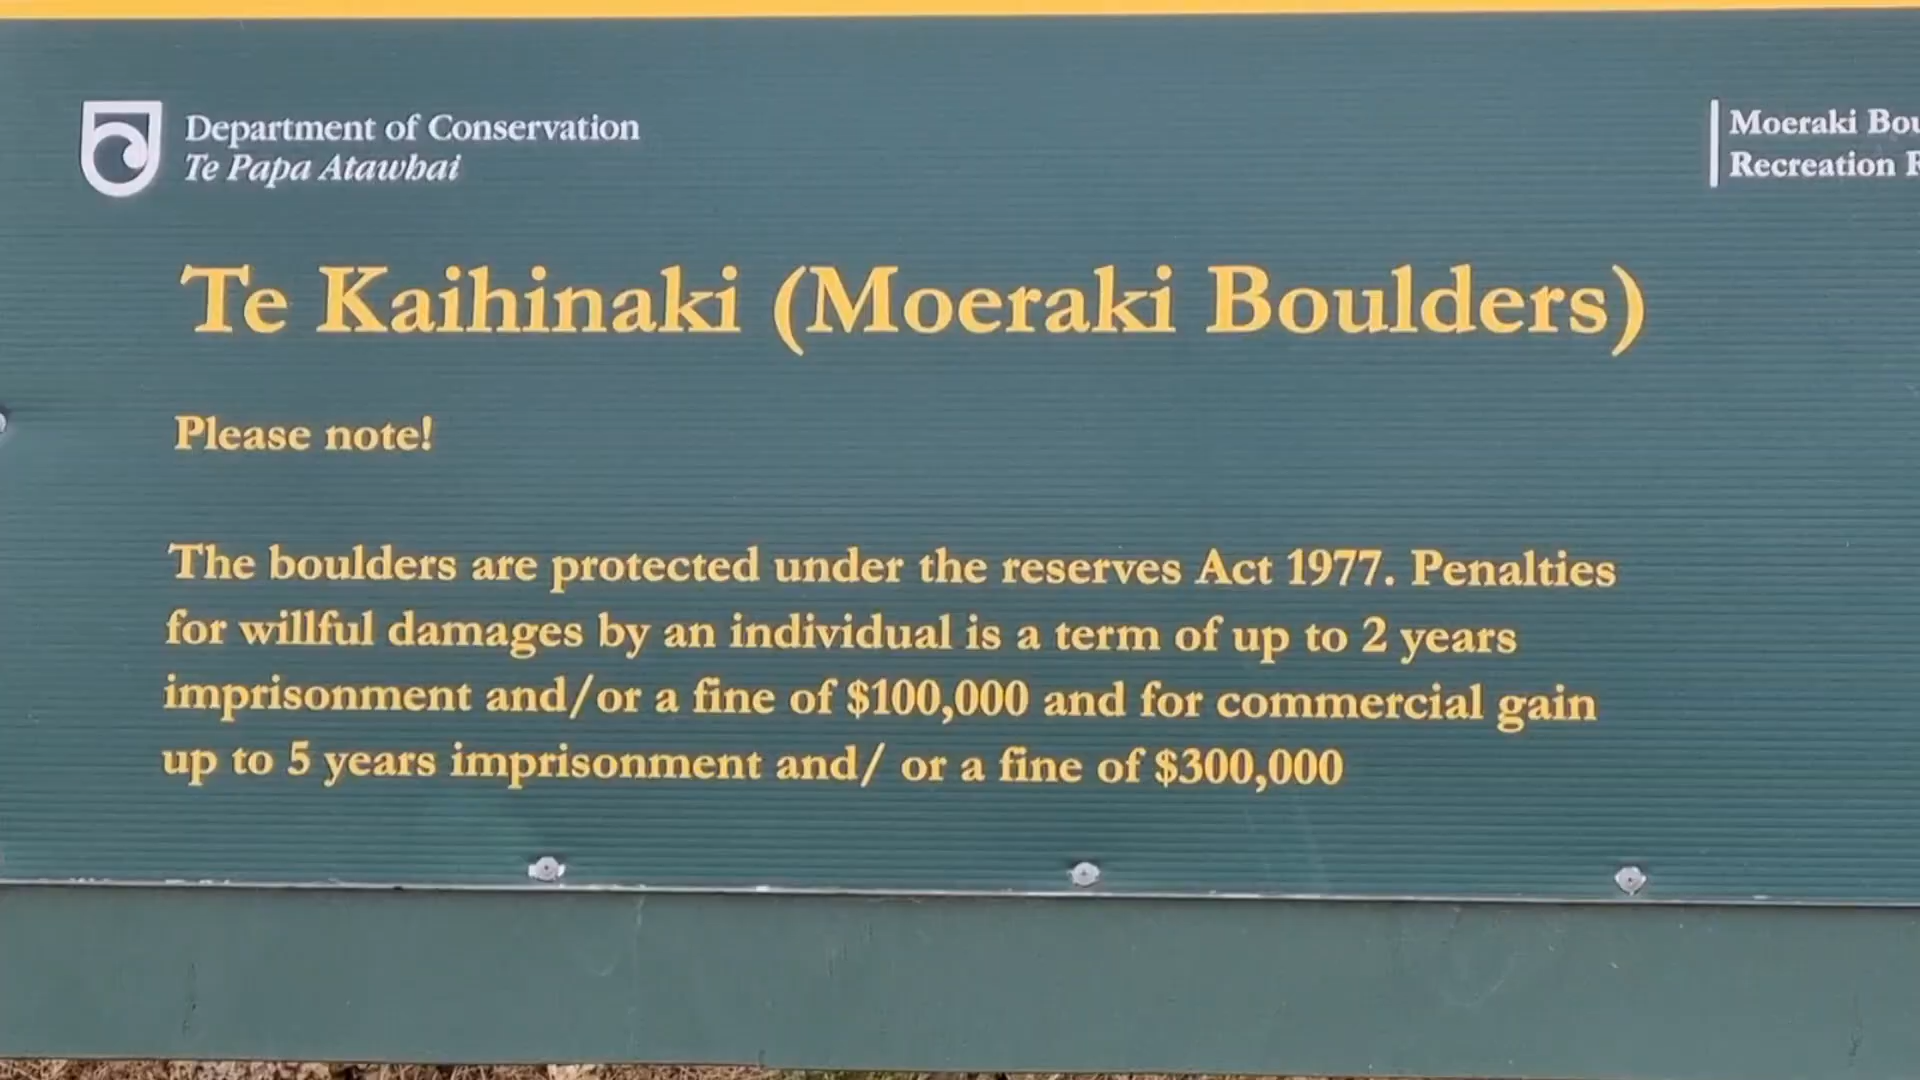 Department of Conservation
Te Papa Atawhai
Moeraki
Recreation
Te Kaihinaki (Moeraki Boulders)
Please note!
The boulders are protected under the reserves Act 1977. Penalties
for willful damages by an individual is a term of up to 2 years
imprisonment and/or a fine of $100,000 and for commercial gain
up to 5 years imprisonment and/ or a fine of $300,000